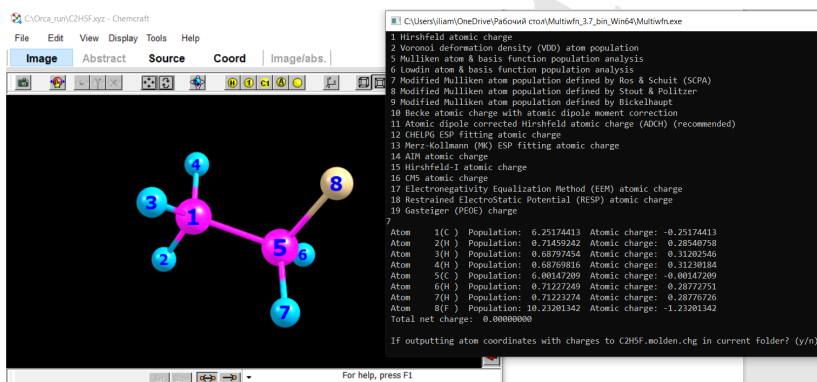 C:\Orca_run\C2H5F.xyz - Chemcraft
File Edit View Display Tools Help
Image Abstract Source Coord Image/abs.
H 1 C1 A
4
3
1
2
8
5
6
7
For help, press F1
C:\Users\iliam\OneDrive\Рабочий стол\Multiwfn_3.7_bin_Win64\Multiwfn.exe
1 Hirshfeld atomic charge
2 Voronoi deformation density (VDD) atom population
5 Mulliken atom & basis function population analysis
6 Lowdin atom & basis function population analysis
7 Modified Mulliken atom population defined by Ros & Schuit (SCPA)
8 Modified Mulliken atom population defined by Stout & Politzer
9 Modified Mulliken atom population defined by Bickelhaupt
10 Becke atomic charge with atomic dipole moment correction
11 Atomic dipole corrected Hirshfeld atomic charge (ADCH) (recommended)
12 CHELPG ESP fitting atomic charge
13 Merz-Kollmann (MK) ESP fitting atomic charge
14 AIM atomic charge
15 Hirshfeld-I atomic charge
16 CM5 atomic charge
17 Electronegativity Equalization Method (EEM) atomic charge
18 Restrained ElectroStatic Potential (RESP) atomic charge
19 Gasteiger (PEOE) charge
7
Atom 1(C ) Population: 6.25174413 Atomic charge: -0.25174413
Atom 2(H ) Population: 0.71459242 Atomic charge: 0.28540758
Atom 3(H ) Population: 0.68797454 Atomic charge: 0.31202546
Atom 4(H ) Population: 0.68769816 Atomic charge: 0.31230184
Atom 5(C ) Population: 6.00147209 Atomic charge: -0.00147209
Atom 6(H ) Population: 0.71227249 Atomic charge: 0.28772751
Atom 7(H ) Population: 0.71223274 Atomic charge: 0.28776726
Atom 8(F ) Population: 10.23201342 Atomic charge: -1.23201342
Total net charge: 0.00000000
If outputting atom coordinates with charges to C2H5F.molden.chg in current folder? (y/n)